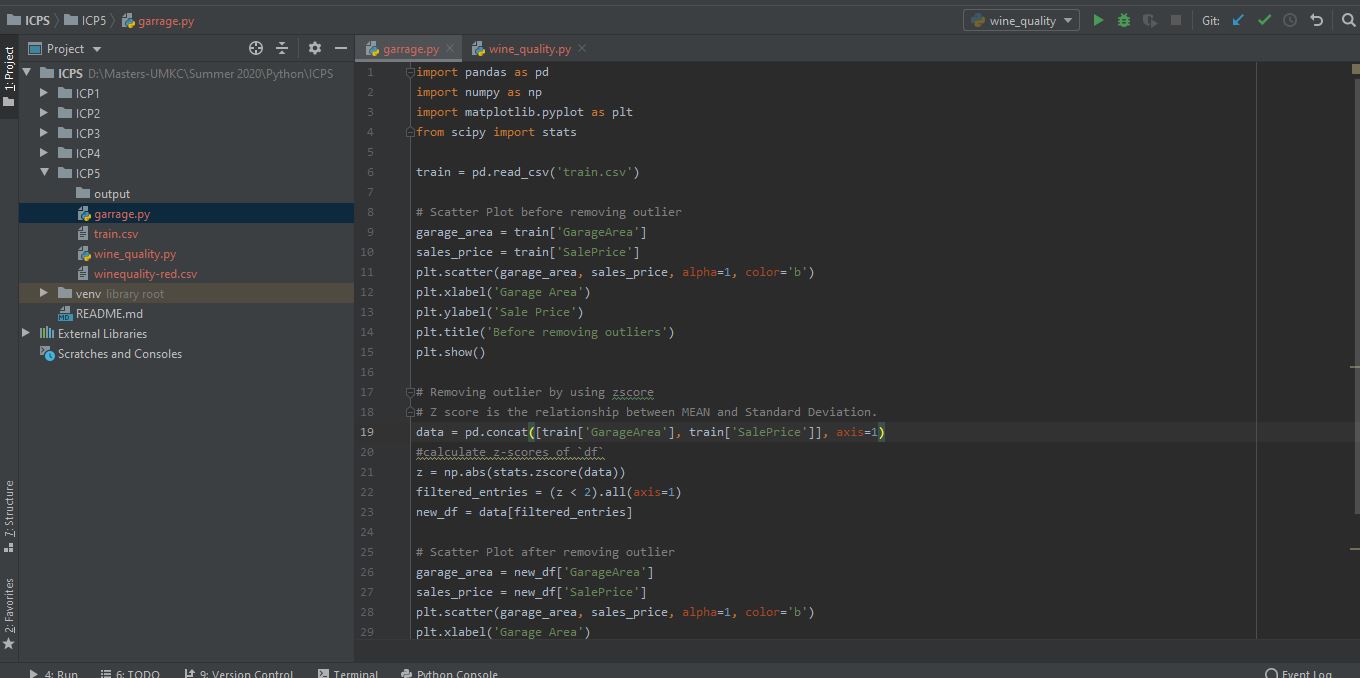 ICPS ICP5 garrage.py wine_quality Git:
1: Project
Project
garrage.py wine_quality.py
ICPS D:\Masters-UMKC\Summer 2020\Python\ICPS
ICP1
ICP2
ICP3
ICP4
ICP5
output
garrage.py
train.csv
wine_quality.py
winequality-red.csv
venv library root
README.md
External Libraries
Scratches and Consoles
7: Structure
2: Favorites
1 import pandas as pd
2 import numpy as np
3 import matplotlib.pyplot as plt
4 from scipy import stats
5
6 train = pd.read_csv('train.csv')
7
8 # Scatter Plot before removing outlier
9 garage_area = train['GarageArea']
10 sales_price = train['SalePrice']
11 plt.scatter(garage_area, sales_price, alpha=1, color='b')
12 plt.xlabel('Garage Area')
13 plt.ylabel('Sale Price')
14 plt.title('Before removing outliers')
15 plt.show()
16
17 # Removing outlier by using zscore
18 # Z score is the relationship between MEAN and Standard Deviation.
19 data = pd.concat([train['GarageArea'], train['SalePrice']], axis=1)
20 #calculate z-scores of `df`
21 z = np.abs(stats.zscore(data))
22 filtered_entries = (z < 2).all(axis=1)
23 new_df = data[filtered_entries]
24
25 # Scatter Plot after removing outlier
26 garage_area = new_df['GarageArea']
27 sales_price = new_df['SalePrice']
28 plt.scatter(garage_area, sales_price, alpha=1, color='b')
29 plt.xlabel('Garage Area')
4: Run 6: TODO 9: Version Control Terminal Python Console Event Log